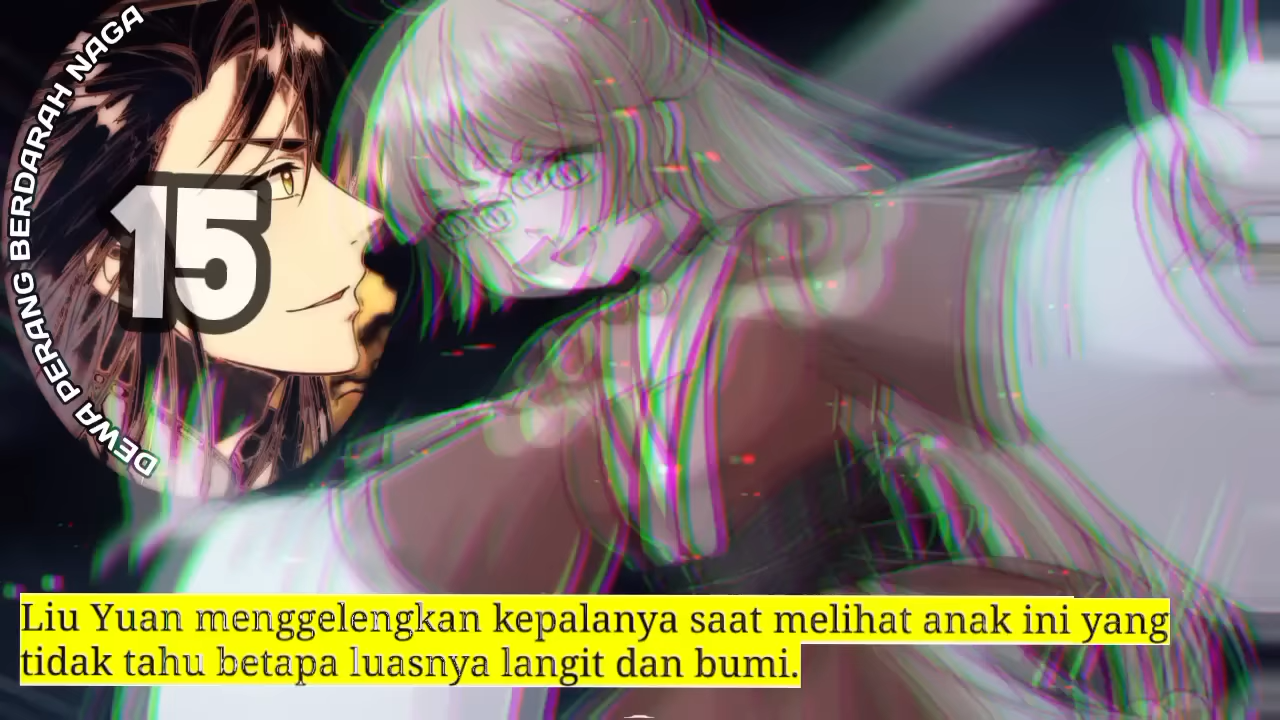 DEWA PERANG BERDARAH NAGA
15
Liu Yuan menggelengkan kepalanya saat melihat anak ini yang
tidak tahu betapa luasnya langit dan bumi.